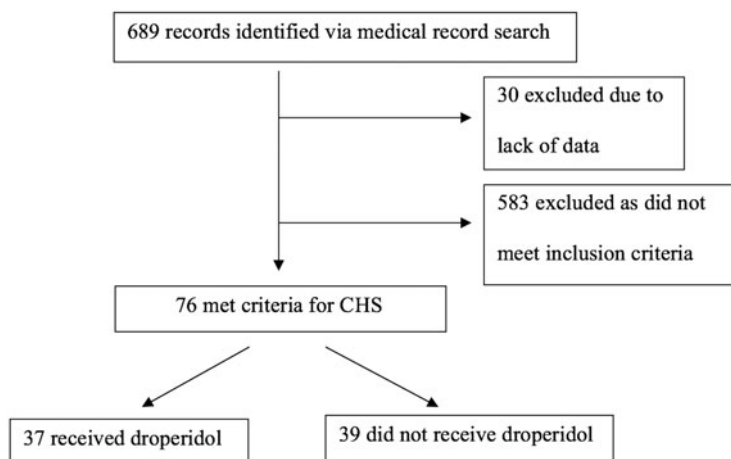 689 records identified via medical record search
30 excluded due to
lack of data
583 excluded as did not
meet inclusion criteria
76 met criteria for CHS
37 received droperidol
39 did not receive droperidol